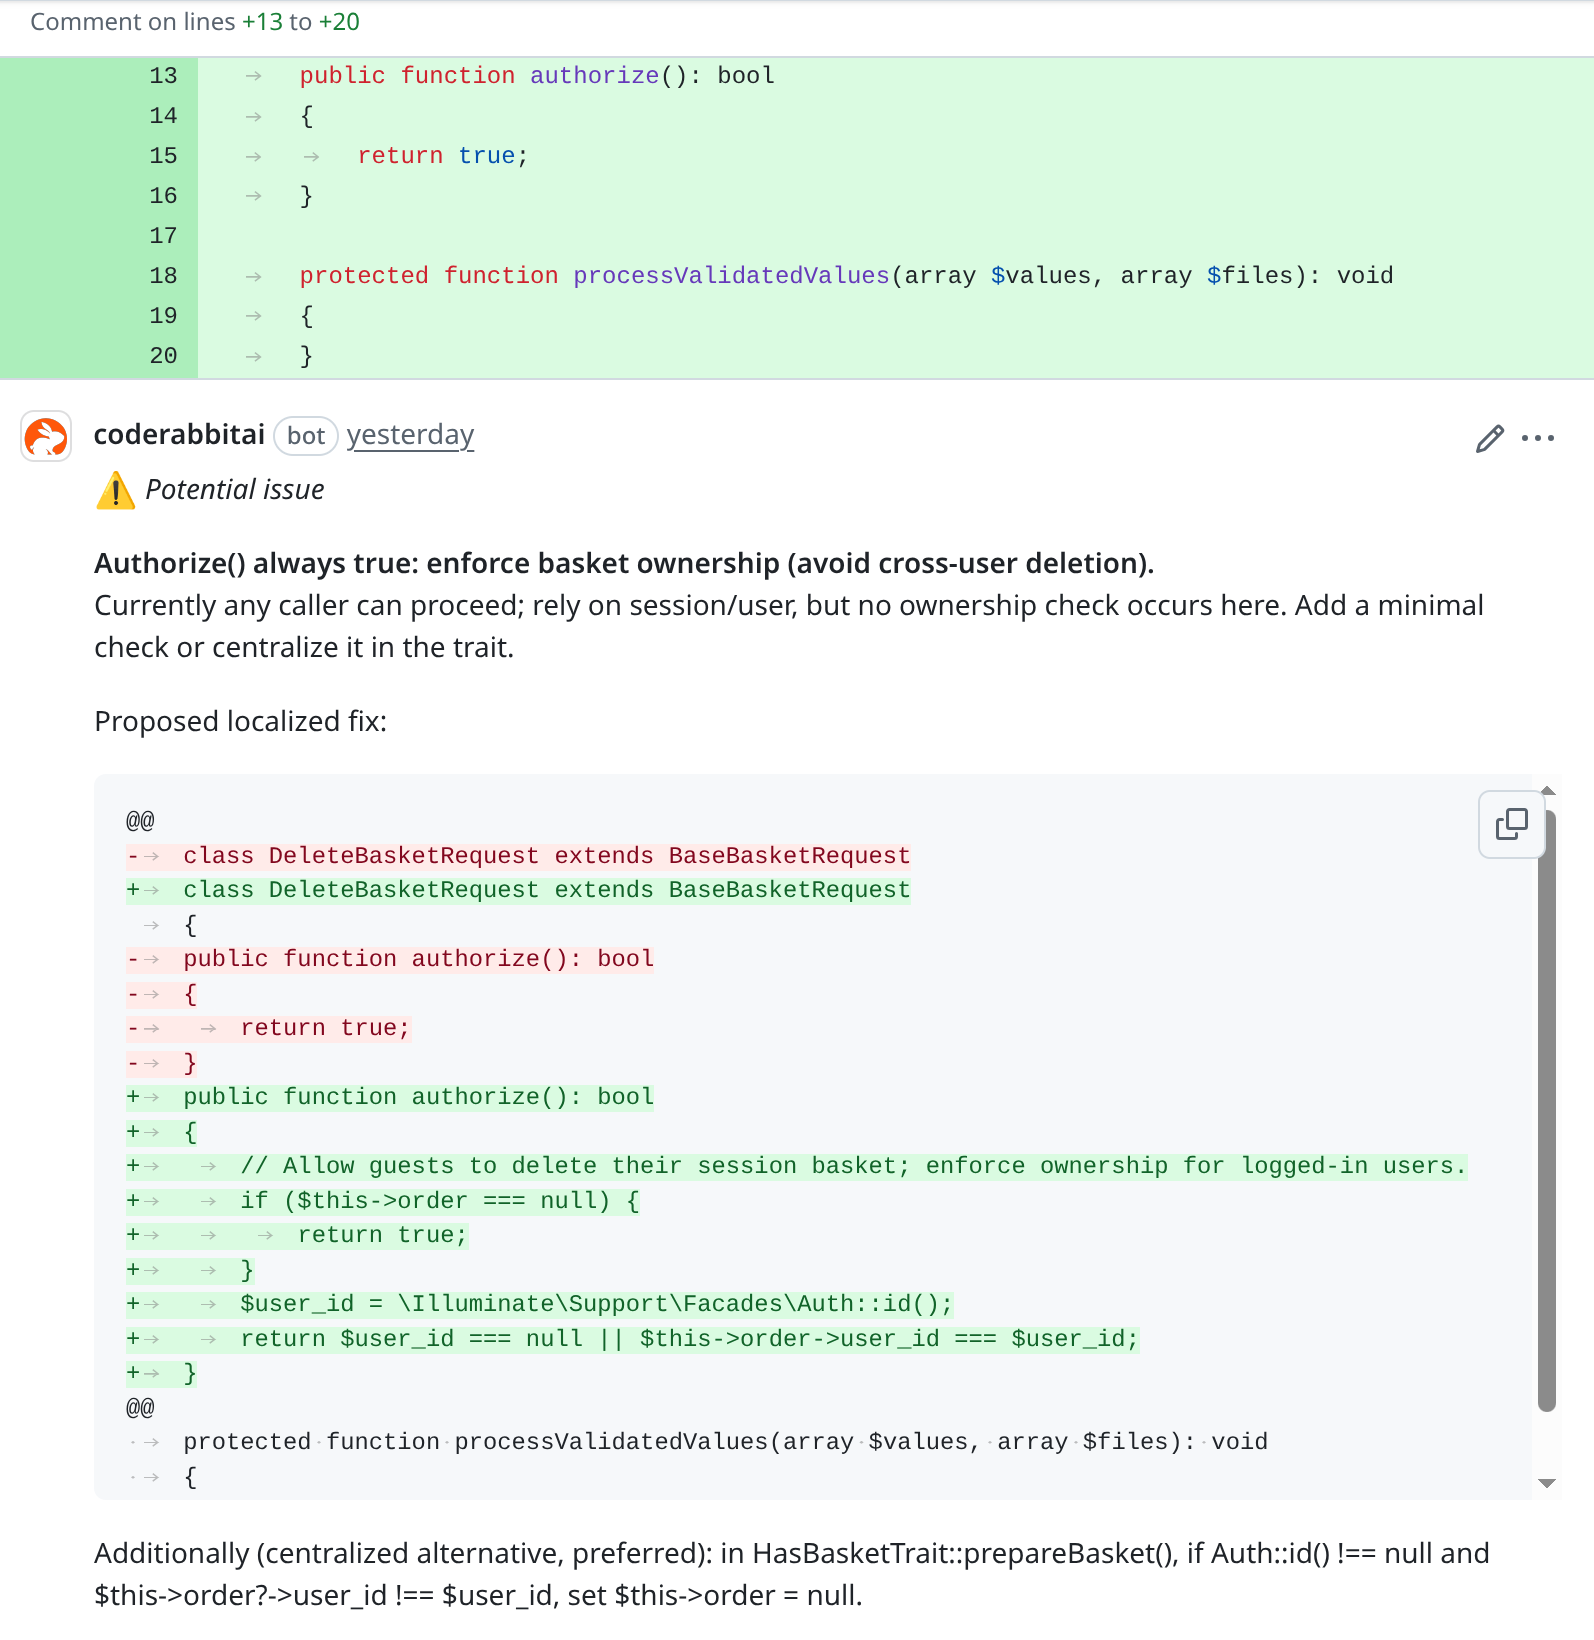 Comment on lines +13 to +20
13 → public function authorize(): bool
14 → {
15 → → return true;
16 → }
17
18 → protected function processValidatedValues(array $values, array $files): void
19 → {
20 → }
coderabbitai bot yesterday
⚠️ Potential issue
Authorize() always true: enforce basket ownership (avoid cross-user deletion).
Currently any caller can proceed; rely on session/user, but no ownership check occurs here. Add a minimal
check or centralize it in the trait.
Proposed localized fix:
@@
-→ class DeleteBasketRequest extends BaseBasketRequest
+→ class DeleteBasketRequest extends BaseBasketRequest
→ {
-→ public function authorize(): bool
-→ {
-→ → return true;
-→ }
+→ public function authorize(): bool
+→ {
+→ → // Allow guests to delete their session basket; enforce ownership for logged-in users.
+→ → if ($this->order === null) {
+→ → → return true;
+→ → }
+→ → $user_id = \Illuminate\Support\Facades\Auth::id();
+→ → return $user_id === null || $this->order->user_id === $user_id;
+→ }
@@
·→ protected·function·processValidatedValues(array·$values,·array·$files):·void
·→ {
Additionally (centralized alternative, preferred): in HasBasketTrait::prepareBasket(), if Auth::id() !== null and
$this->order?->user_id !== $user_id, set $this->order = null.